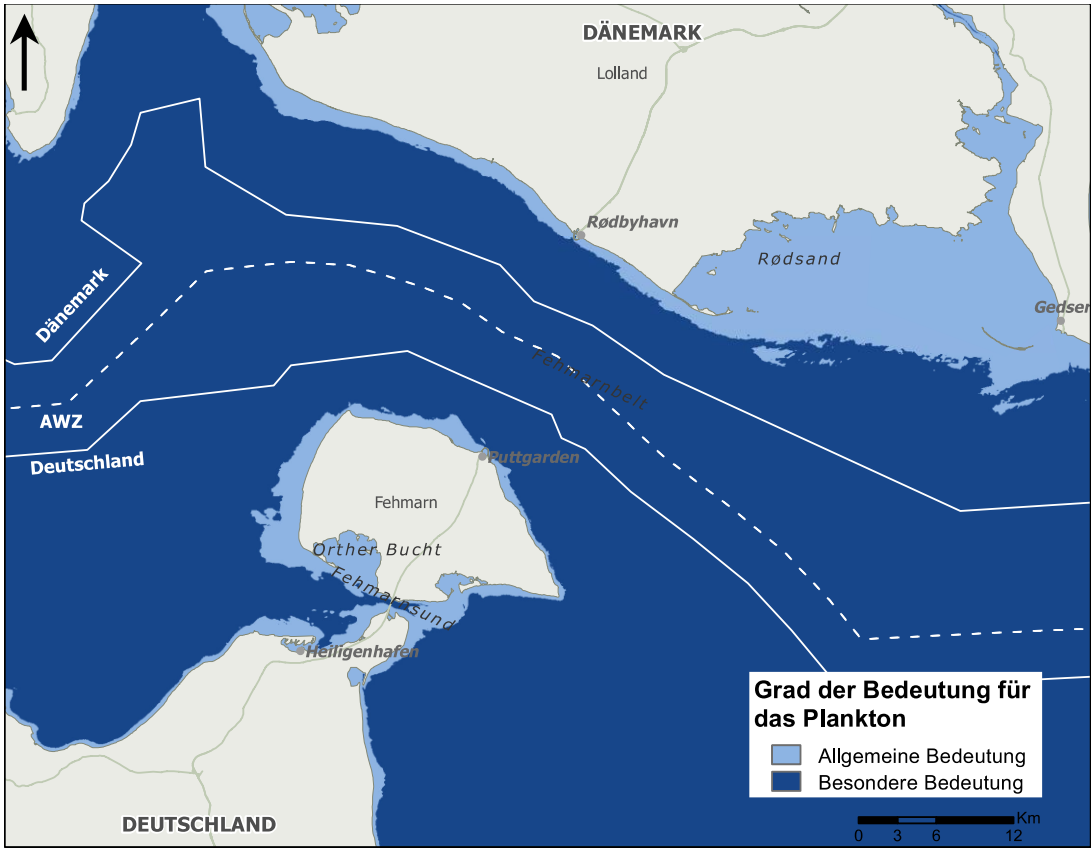 DÄNEMARK
Lolland
Rødbyhavn
Rødsand
Gedser
Dänemark
Fehmarnbelt
AWZ
Deutschland
Puttgarden
Fehmarn
Orther Bucht
Fehmarnsund
Heiligenhafen
DEUTSCHLAND
Grad der Bedeutung für
das Plankton
Allgemeine Bedeutung
Besondere Bedeutung
Km
0 3 6 12